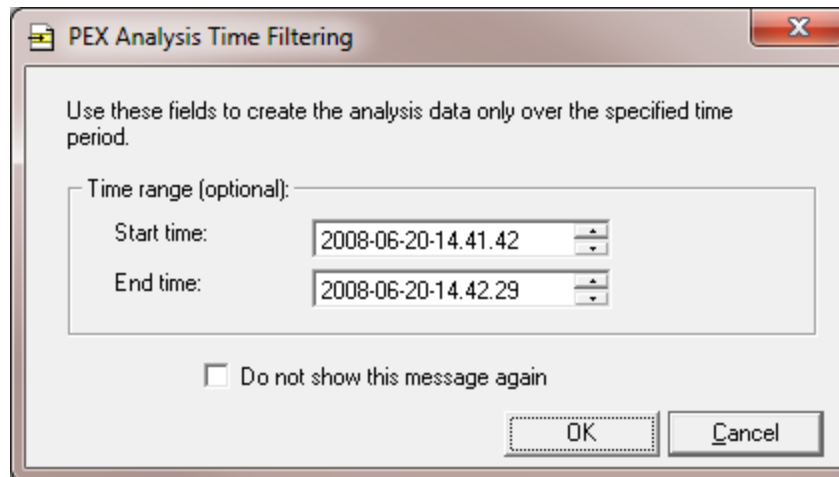 PEX Analysis Time Filtering
Use these fields to create the analysis data only over the specified time
period.
Time range (optional):
Start time: 2008-06-20-14.41.42
End time: 2008-06-20-14.42.29
Do not show this message again
OK Cancel